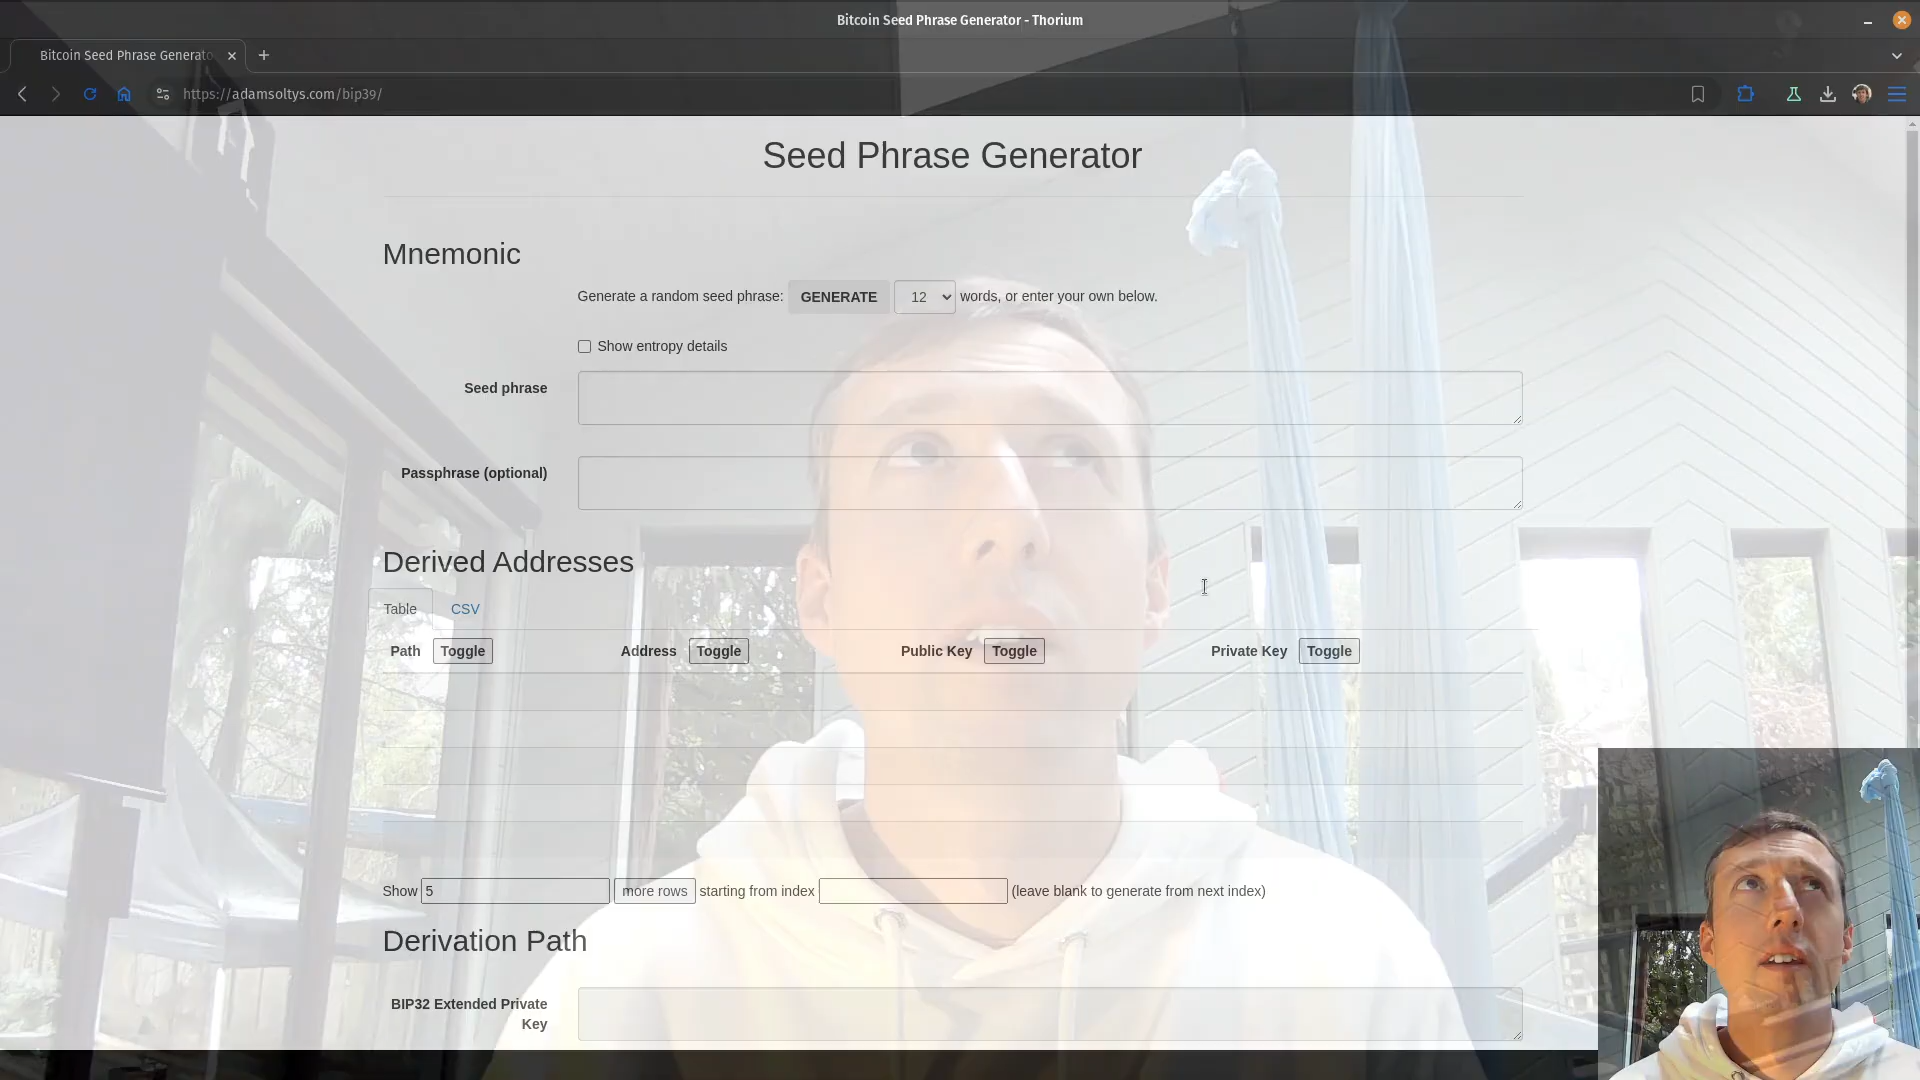 Bitcoin Seed Phrase Generator - Thorium
Bitcoin Seed Phrase Generato
https://adamsoltys.com/bip39/
Seed Phrase Generator
Mnemonic
Generate a random seed phrase: GENERATE 12 words, or enter your own below.
Show entropy details
Seed phrase
Passphrase (optional)
Derived Addresses
Table CSV
Path Toggle Address Toggle Public Key Toggle Private Key Toggle
Show 5 more rows starting from index (leave blank to generate from next index)
Derivation Path
BIP32 Extended Private
Key